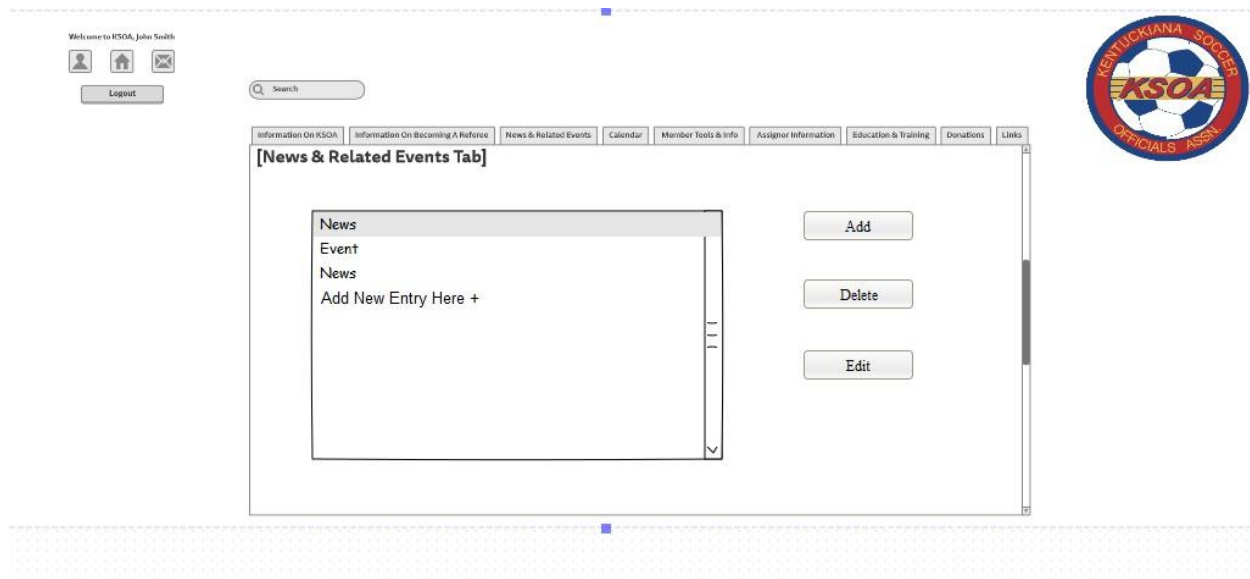 Welcome to KSOA, John Smith
Logout
Search
KENTUCKIANA SOCCER
KSOA
OFFICIALS ASSN.
Information On KSOA
Information On Becoming A Referee
News & Related Events
Calendar
Member Tools & Info
Assignor Information
Education & Training
Donations
Links
[News & Related Events Tab]
News
Event
News
Add New Entry Here +
Add
Delete
Edit